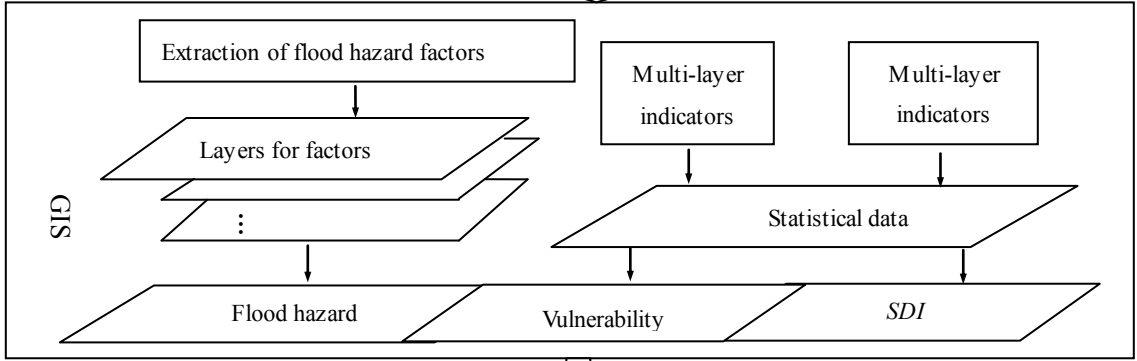 Extraction of flood hazard factors
Multi-layer
indicators
Multi-layer
indicators
Layers for factors
GIS
⋮
Statistical data
Flood hazard
Vulnerability
SDI